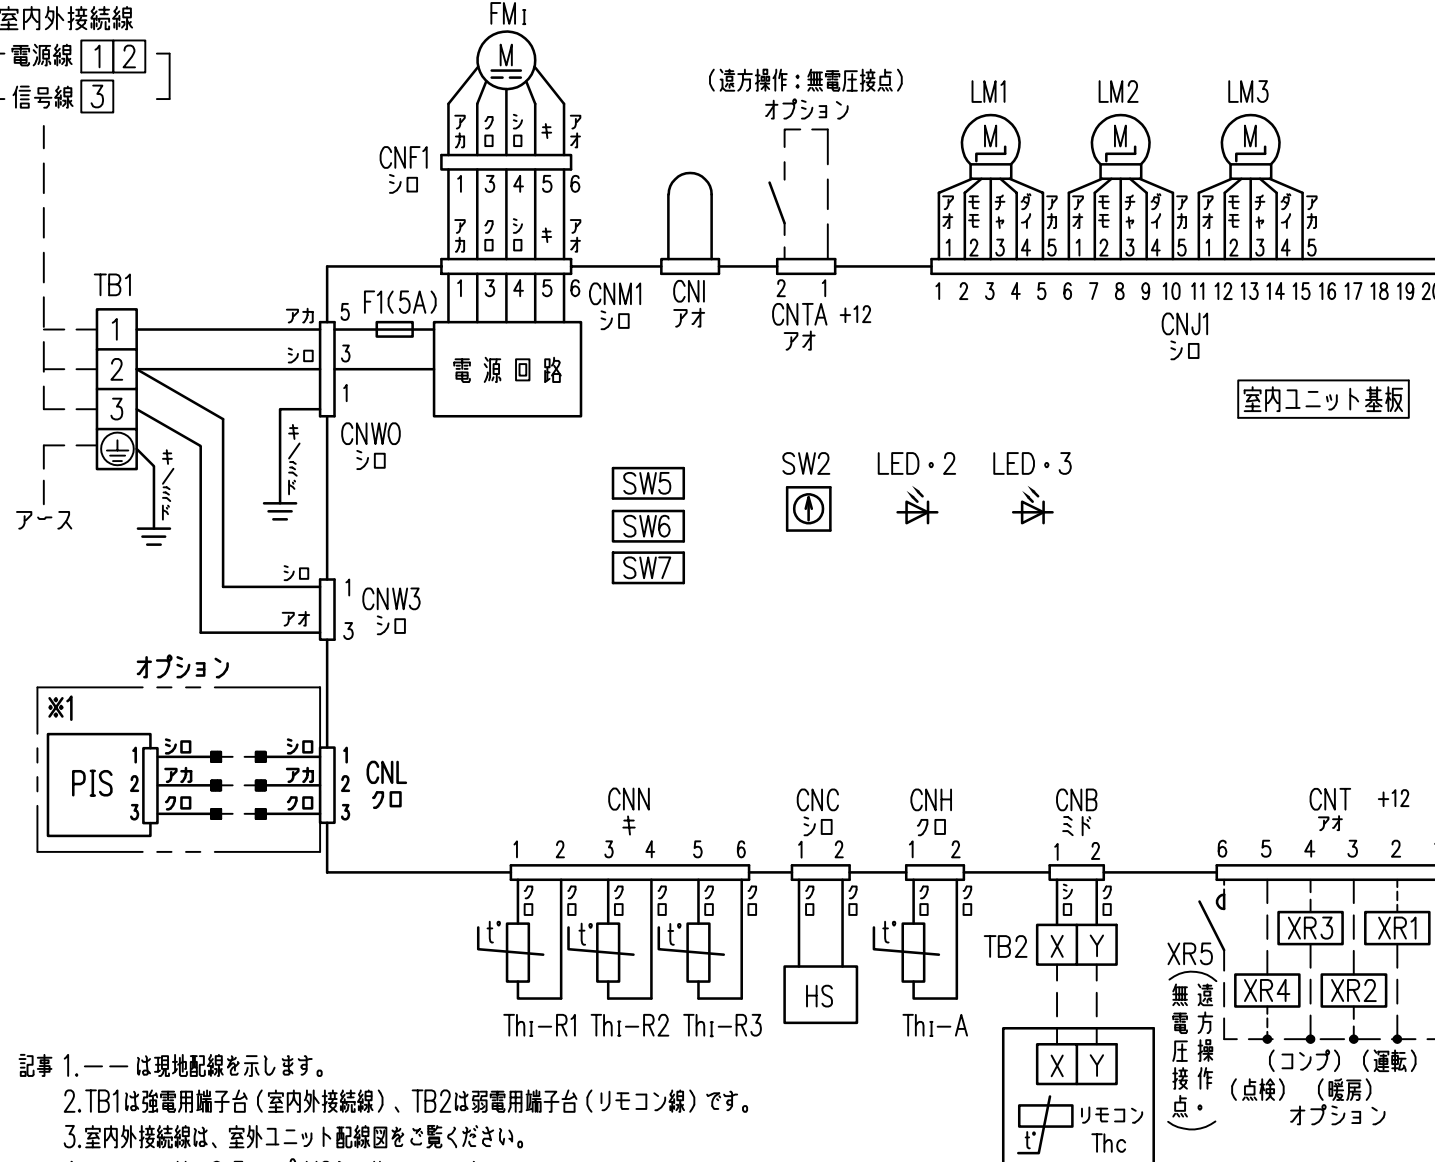 室内外接続線
電源線 1 2
信号線 3
FMI
M
アカ クロ シロ キ アオ
CNF1
シロ
1 3 4 5 6
アカ クロ シロ キ アオ
1 3 4 5 6
CNM1
シロ
CNI
アオ
(遠方操作:無電圧接点)
オプション
2 1
CNTA +12
アオ
LM1 LM2 LM3
M M M
アオ モモ チャ ダイ アカ アオ モモ チャ ダイ アカ アオ モモ チャ ダイ アカ
1 2 3 4 5 1 2 3 4 5 1 2 3 4 5
1 2 3 4 5 6 7 8 9 10 11 12 13 14 15 16 17 18 19 20
CNJ1
シロ
室内ユニット基板
TB1
1
2
3
アース
キ/ミド
アカ 5 F1(5A)
シロ 3
1
電源回路
キ/ミド
CNW0
シロ
SW5
SW6
SW7
SW2
LED・2 LED・3
シロ 1
アオ 3
CNW3
シロ
オプション
※1
PIS
1 シロ シロ 1
2 アカ アカ 2
3 クロ クロ 3
CNL
クロ
CNN
キ
1 2 3 4 5 6
クロ クロ クロ クロ クロ クロ
t° t° t°
ThI-R1 ThI-R2 ThI-R3
CNC
シロ
1 2
クロ クロ
HS
CNH
クロ
1 2
クロ クロ
t°
ThI-A
CNB
ミド
1 2
シロ クロ
TB2 X Y
X Y
リモコン
t° Thc
CNT +12
アオ
6 5 4 3 2
XR3 XR1
XR5
XR4 XR2
(遠方操作・無電圧接点)
(コンプ) (運転)
(点検) (暖房)
オプション
記事 1.——は現地配線を示します。
2.TB1は強電用端子台(室内外接続線)、TB2は弱電用端子台(リモコン線)です。
3.室内外接続線は、室外ユニット配線図をご覧ください。